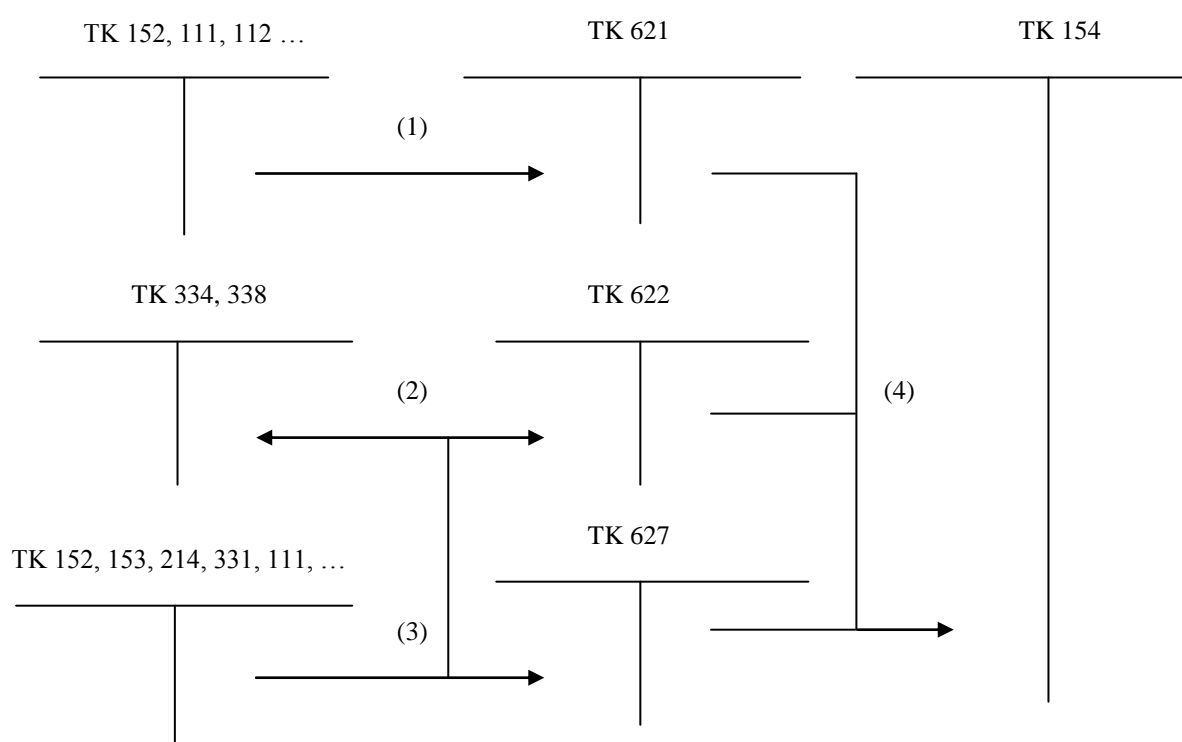 TK 152, 111, 112 …
TK 621
TK 154
(1)
TK 334, 338
TK 622
(2)
(4)
TK 152, 153, 214, 331, 111, …
TK 627
(3)